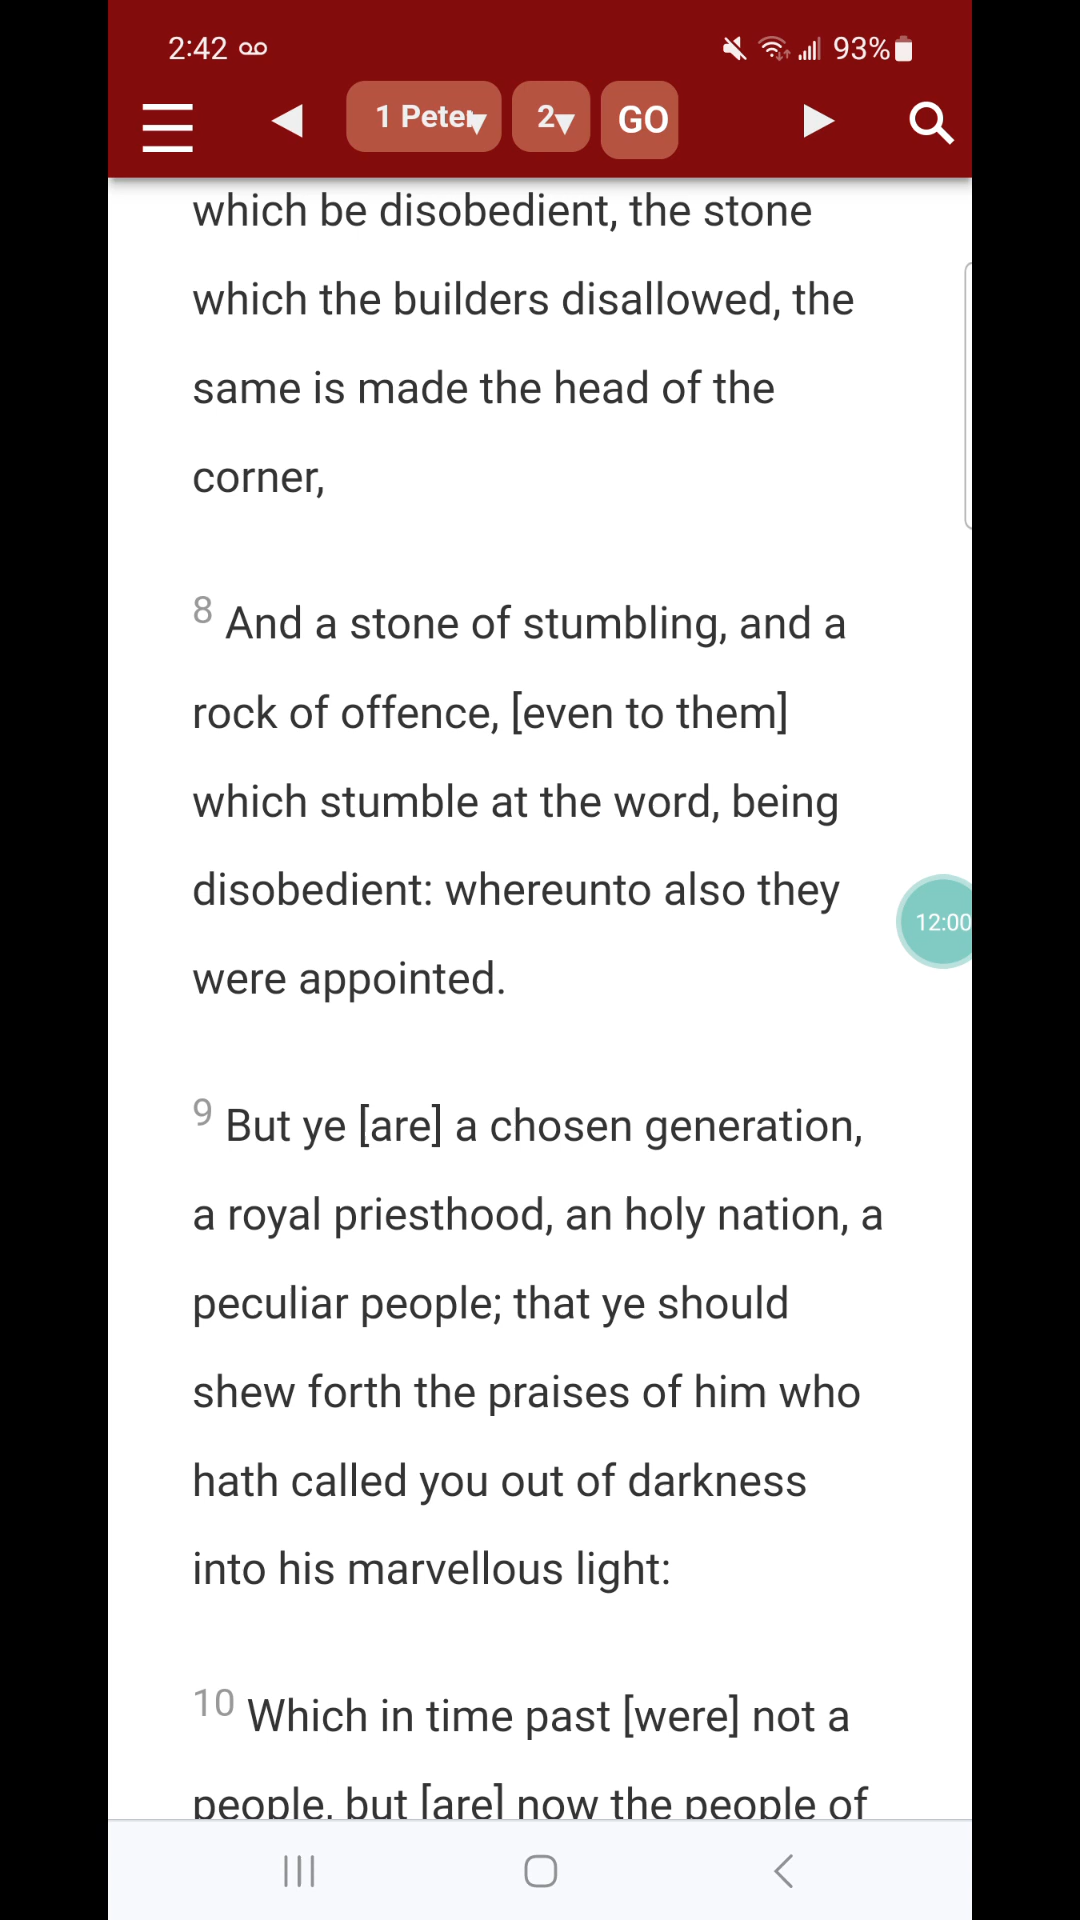 2:42 93%
1 Peter 2 GO
which be disobedient, the stone
which the builders disallowed, the
same is made the head of the
corner,
8 And a stone of stumbling, and a
rock of offence, [even to them]
which stumble at the word, being
disobedient: whereunto also they
12:00
were appointed.
9 But ye [are] a chosen generation,
a royal priesthood, an holy nation, a
peculiar people; that ye should
shew forth the praises of him who
hath called you out of darkness
into his marvellous light:
10 Which in time past [were] not a
people, but [are] now the people of